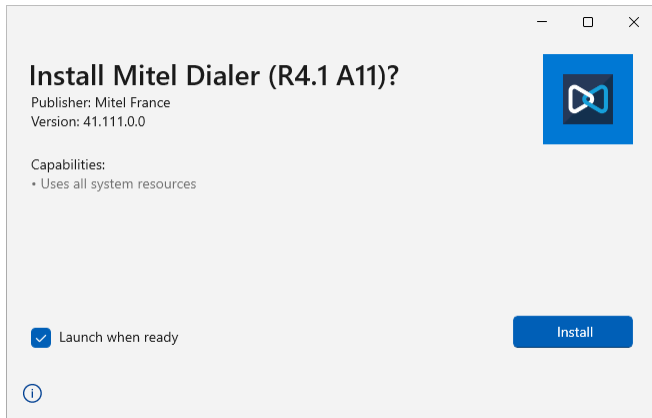 Install Mitel Dialer (R4.1 A11)?
Publisher: Mitel France
Version: 41.111.0.0
Capabilities:
• Uses all system resources
Launch when ready
Install